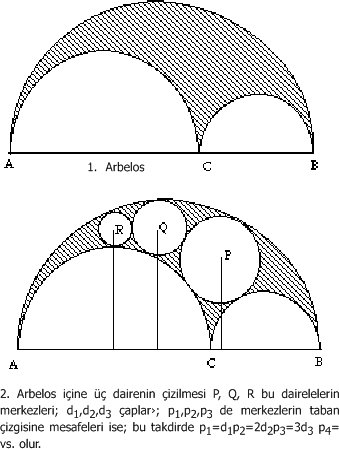 A
C
B
1. Arbelos
R
Q
P
A
C
B
2. Arbelos içine üç dairenin çizilmesi P, Q, R bu dairelelerin
merkezleri; d1,d2,d3 çaplar›; p1,p2,p3 de merkezlerin taban
çizgisine mesafeleri ise; bu takdirde p1=d1p2=2d2p3=3d3 p4=
vs. olur.